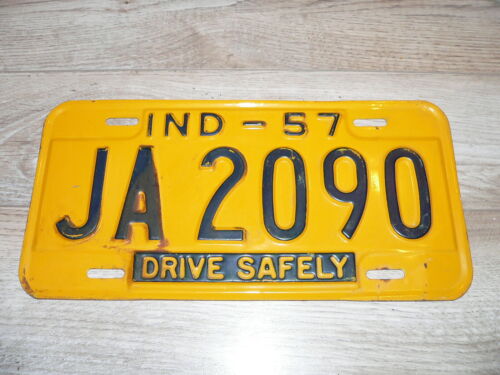 IND - 57
JA 2090
DRIVE SAFELY